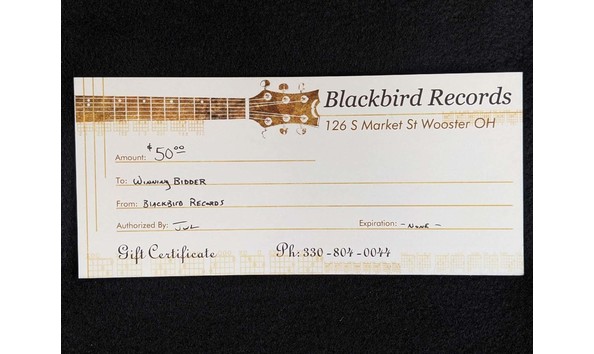 Blackbird Records
126 S Market St Wooster OH
Amount: $50.00
To: Winning Bidder
From: Blackbird Records
Authorized By: JWL Expiration: - None -
Gift Certificate Ph: 330-804-0044